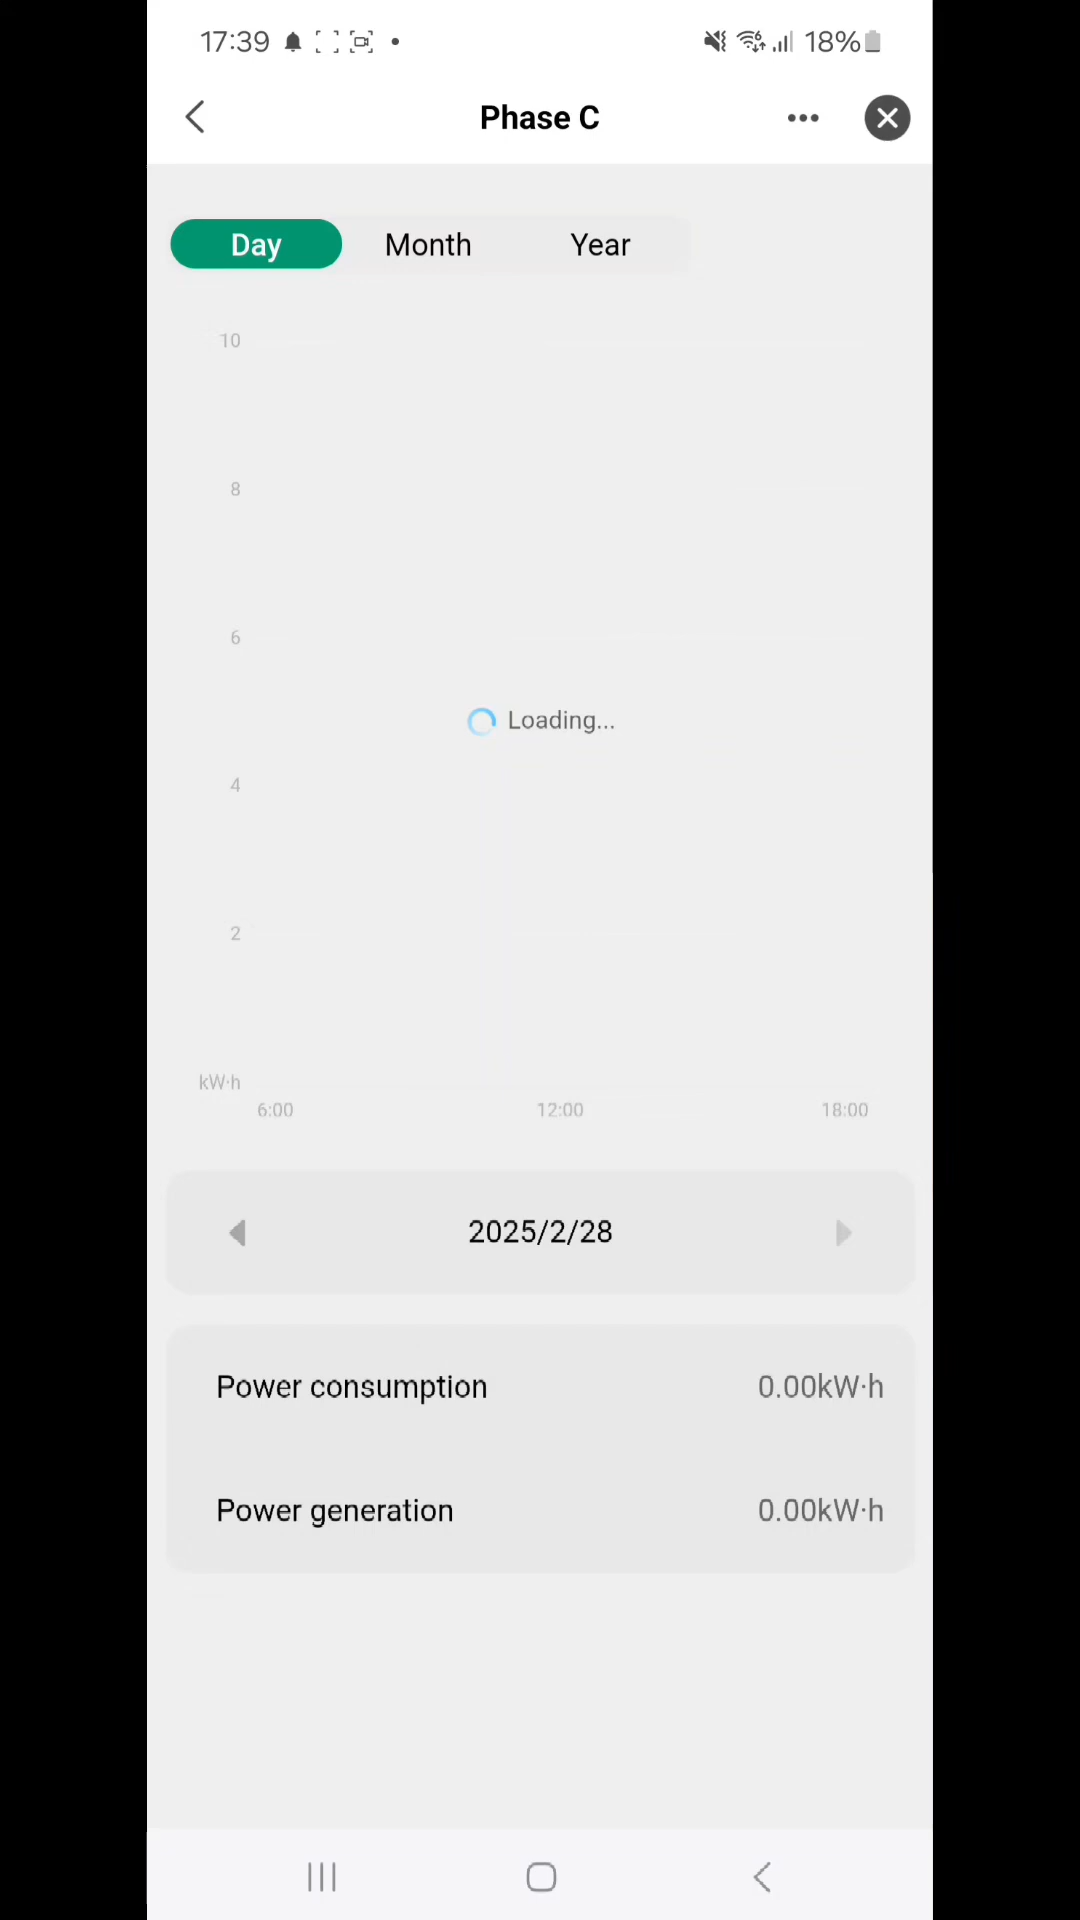 17:39 18%
Phase C
Day Month Year
10
8
6
Loading...
4
2
kW·h
6:00 12:00 18:00
2025/2/28
Power consumption 0.00kW·h
Power generation 0.00kW·h